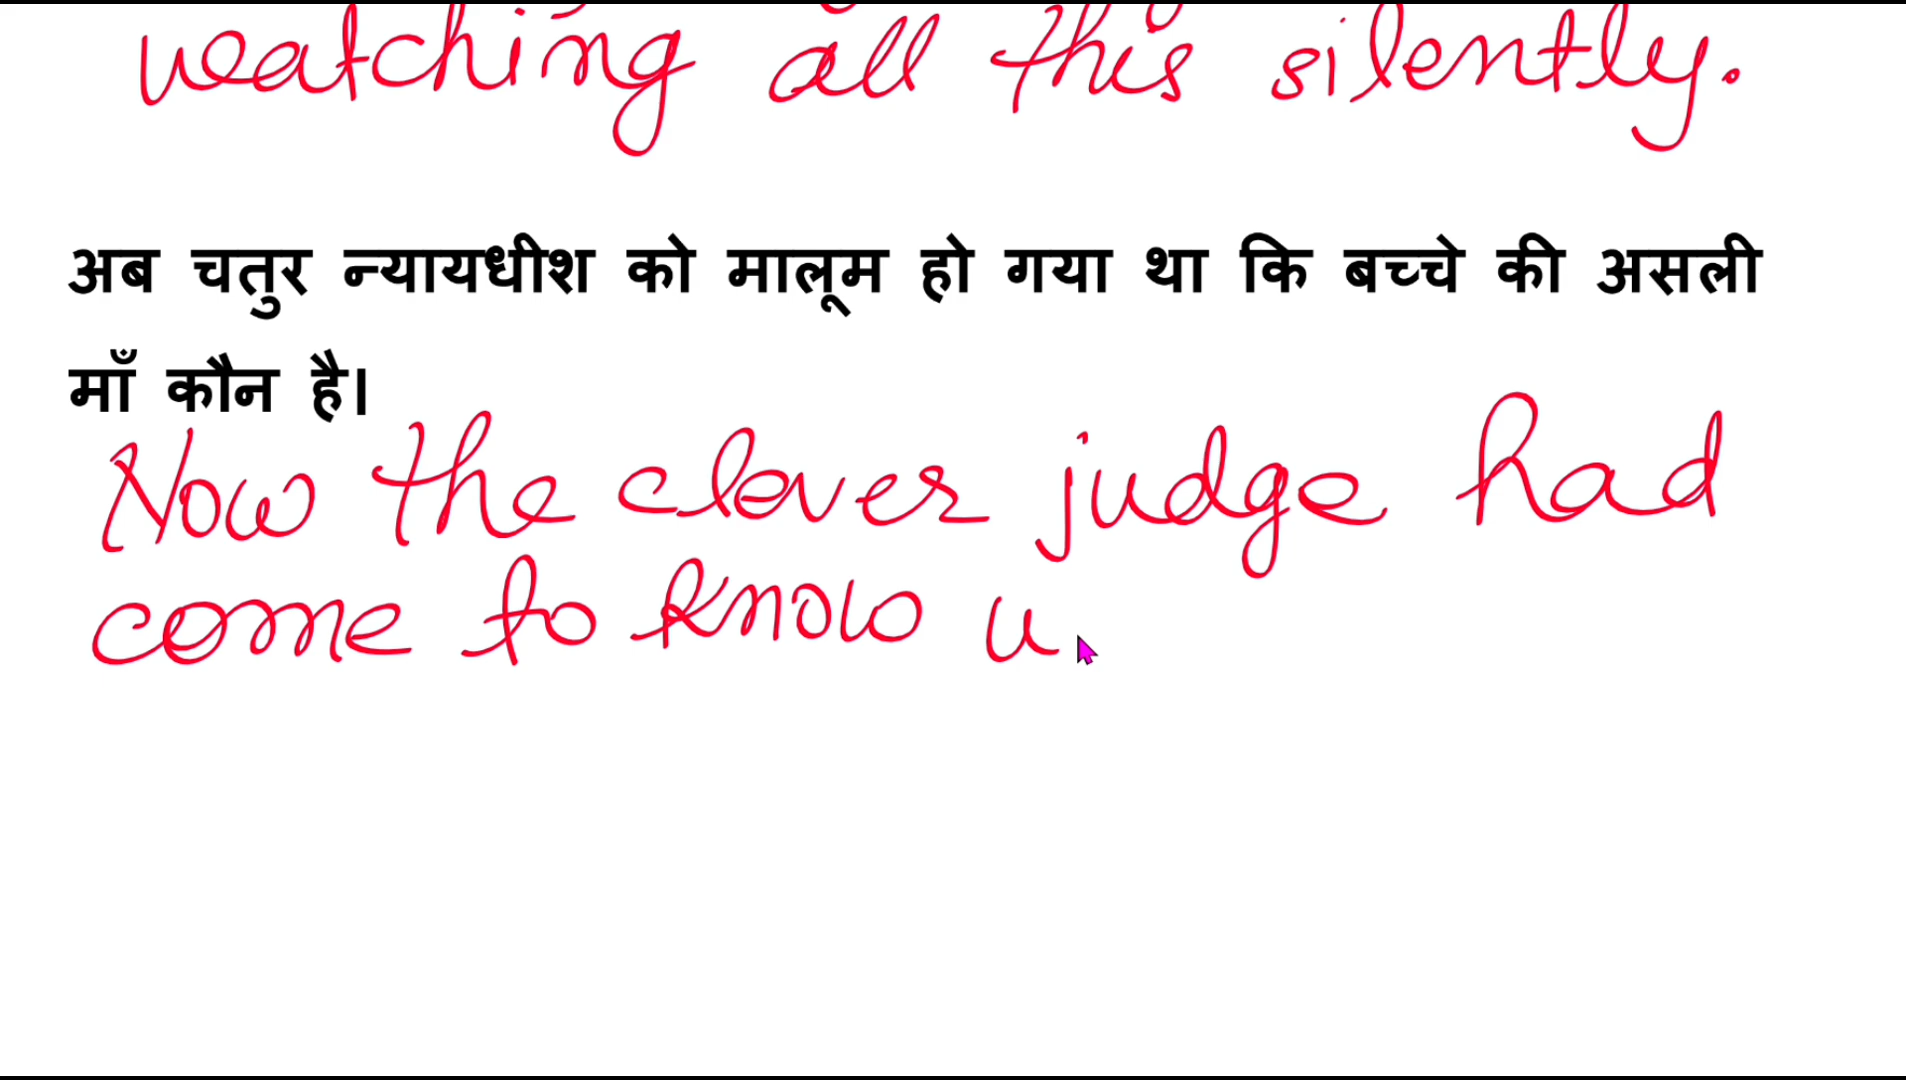 watching all this silently.
अब चतुर न्यायधीश को मालूम हो गया था कि बच्चे की असली
माँ कौन है।
Now the clever judge had
come to know